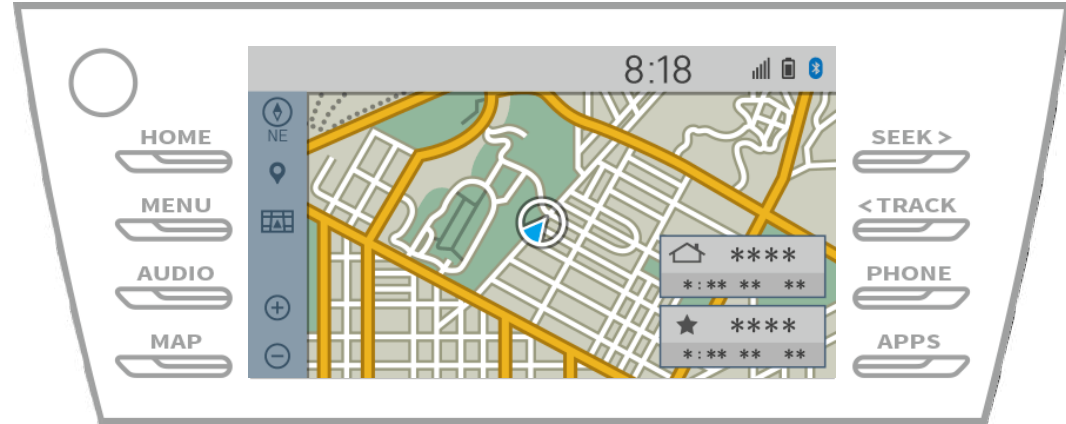 8:18
NE
HOME
MENU
AUDIO
MAP
SEEK >
< TRACK
PHONE
APPS
****
*:** ** **
****
*:** ** **